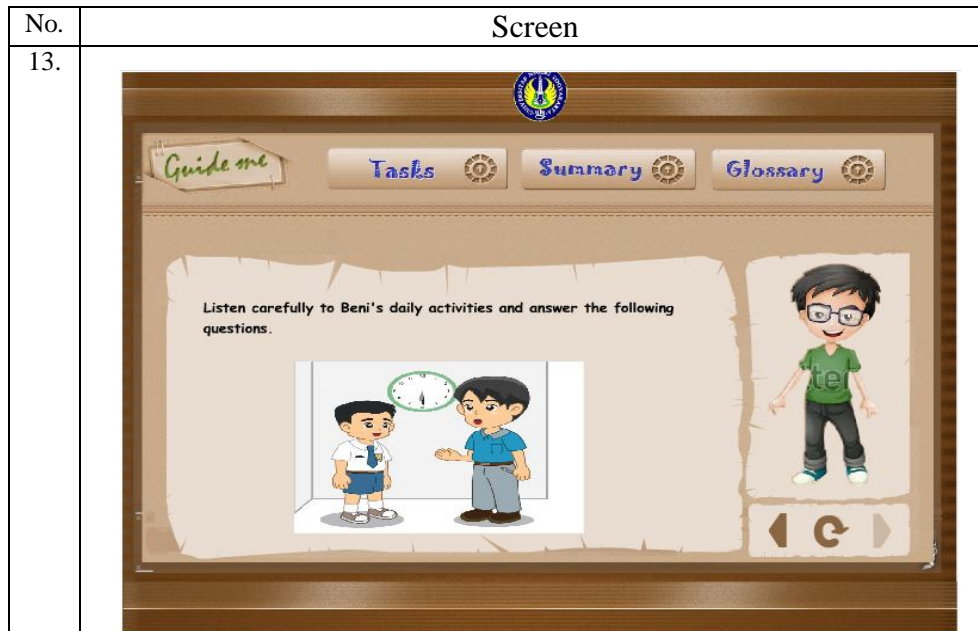 No. Screen
13.
Guide me Tasks Summary Glossary
Listen carefully to Beni's daily activities and answer the following
questions.